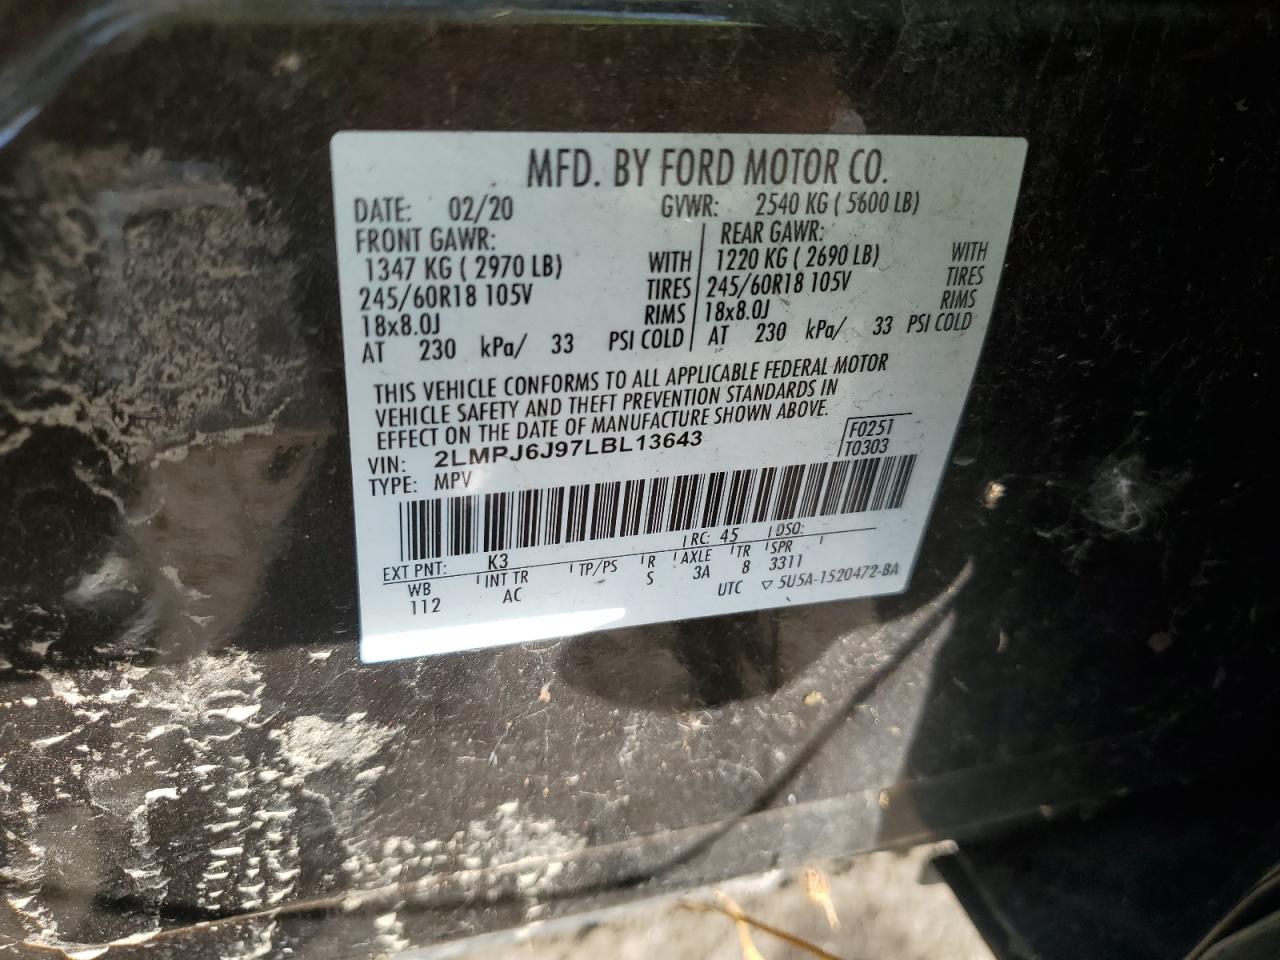 MFD. BY FORD MOTOR CO.
DATE: 02/20 GVWR: 2540 KG ( 5600 LB)
FRONT GAWR: REAR GAWR:
1347 KG ( 2970 LB) WITH 1220 KG ( 2690 LB) WITH
245/60R18 105V TIRES 245/60R18 105V TIRES
18x8.0J RIMS 18x8.0J RIMS
AT 230 kPa/ 33 PSI COLD AT 230 kPa/ 33 PSI COLD
THIS VEHICLE CONFORMS TO ALL APPLICABLE FEDERAL MOTOR
VEHICLE SAFETY AND THEFT PREVENTION STANDARDS IN
EFFECT ON THE DATE OF MANUFACTURE SHOWN ABOVE.
VIN: 2LMPJ6J97LBL13643 F0251
TYPE: MPV T0303
EXT PNT: K3 RC: 45 DSO:
WB INT TR TP/PS R AXLE TR SPR
112 AC S 3A 8 3311
UTC ▽ 5U5A-1520472-BA